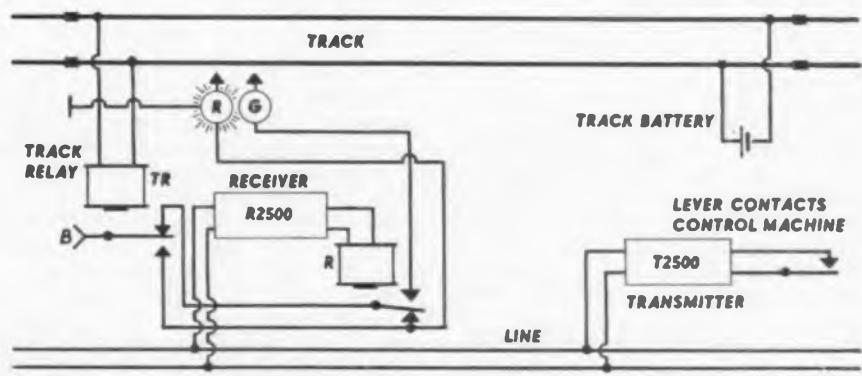 TRACK
R
G
TRACK BATTERY
TRACK
RELAY
TR
RECEIVER
R2500
LEVER CONTACTS
CONTROL MACHINE
B
R
T2500
TRANSMITTER
LINE